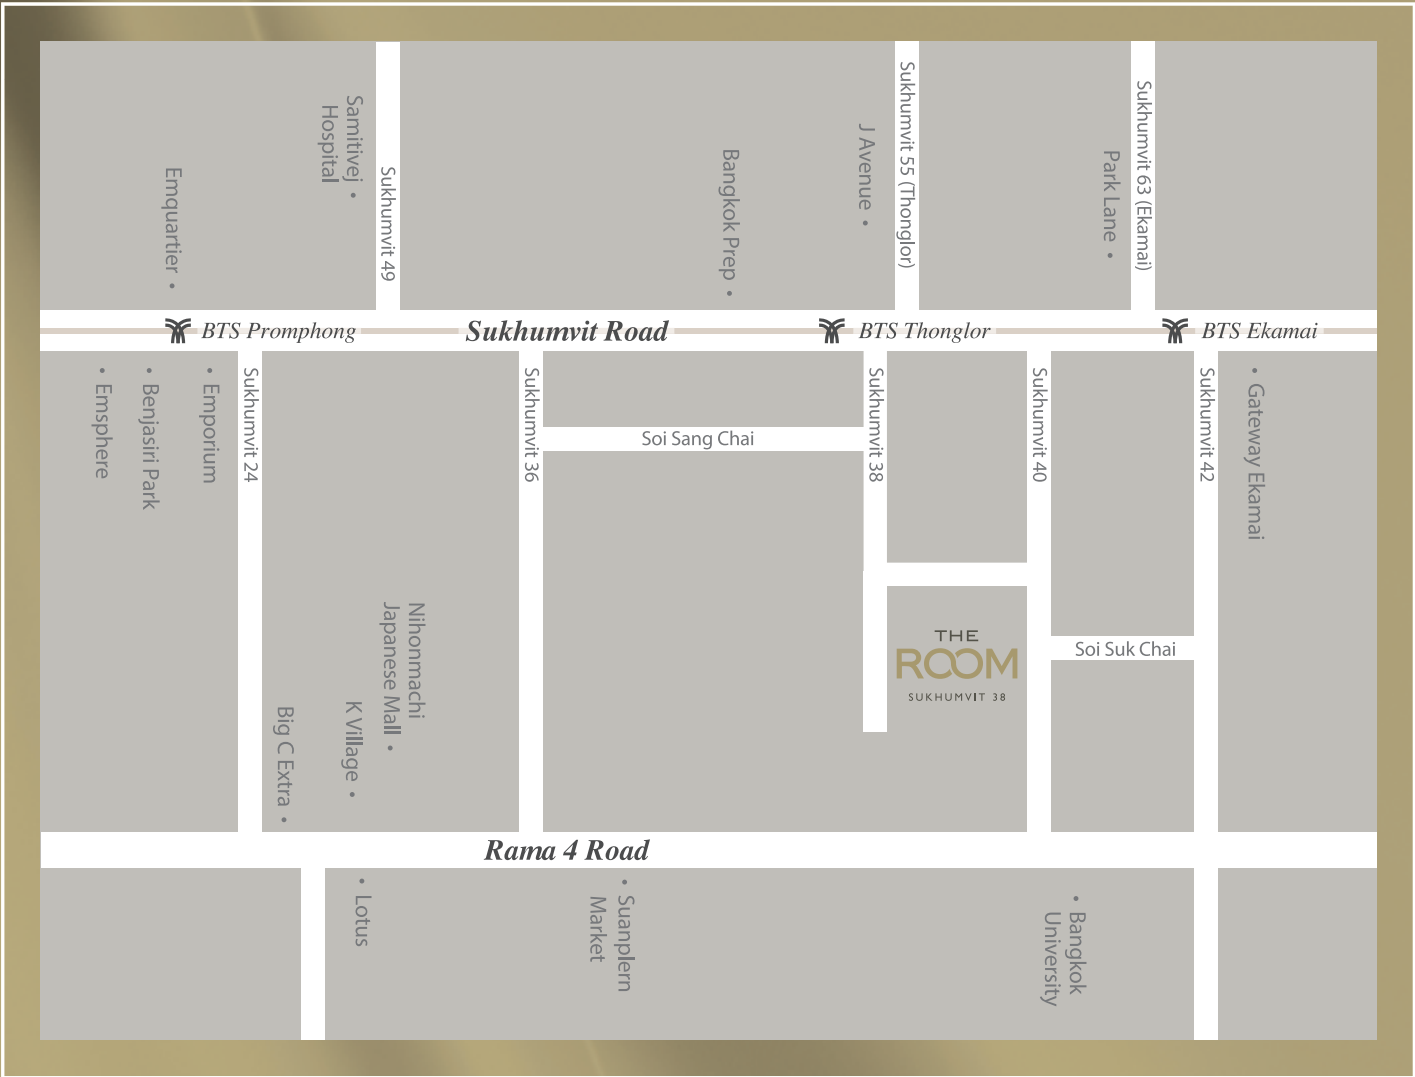 Samitivej
Hospital
Emquartier
Sukhumvit 49
Bangkok Prep
J Avenue
Sukhumvit 55 (Thonglor)
Park Lane
Sukhumvit 63 (Ekamai)
BTS Promphong
Sukhumvit Road
BTS Thonglor
BTS Ekamai
Emsphere
Benjasiri Park
Emporium
Sukhumvit 24
Sukhumvit 36
Soi Sang Chai
Sukhumvit 38
Sukhumvit 40
Sukhumvit 42
Gateway Ekamai
Nihonmachi
Japanese Mall
K Village
Big C Extra
THE
ROOM
SUKHUMVIT 38
Soi Suk Chai
Rama 4 Road
Lotus
Suanplern
Market
Bangkok
University